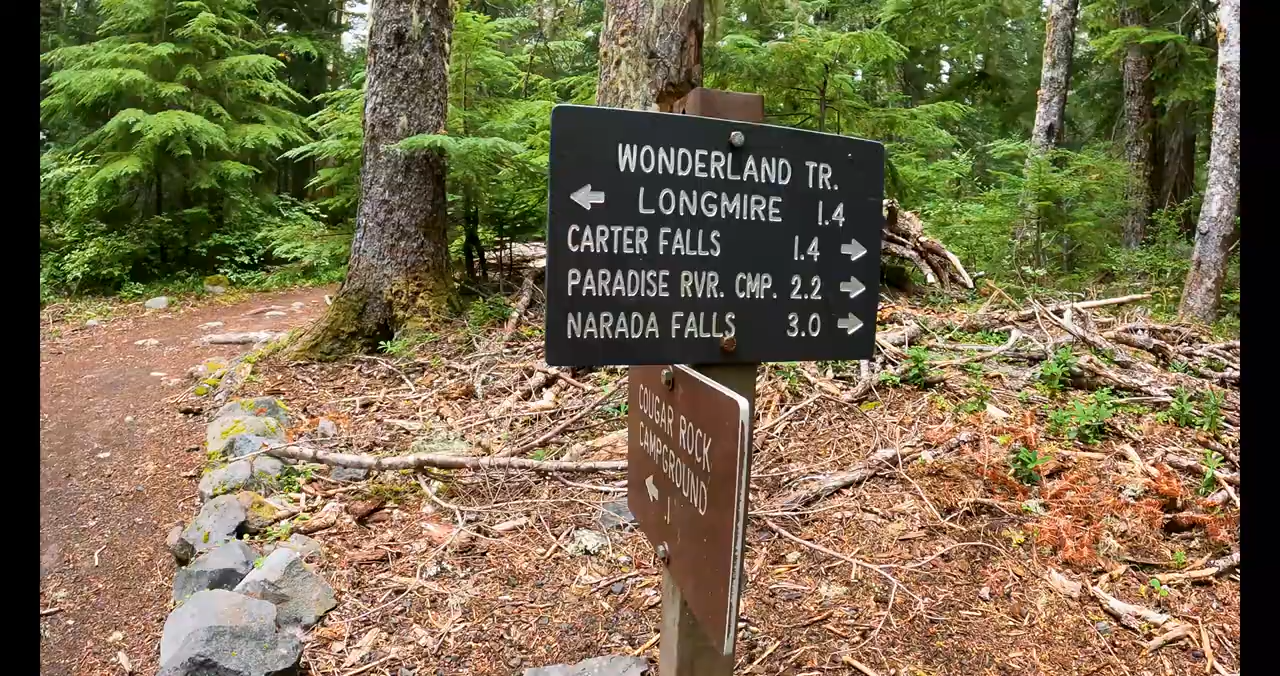 WONDERLAND TR.
← LONGMIRE 1.4
CARTER FALLS 1.4 →
PARADISE RVR. CMP. 2.2 →
NARADA FALLS 3.0 →
COUGAR ROCK
CAMPGROUND
←
1